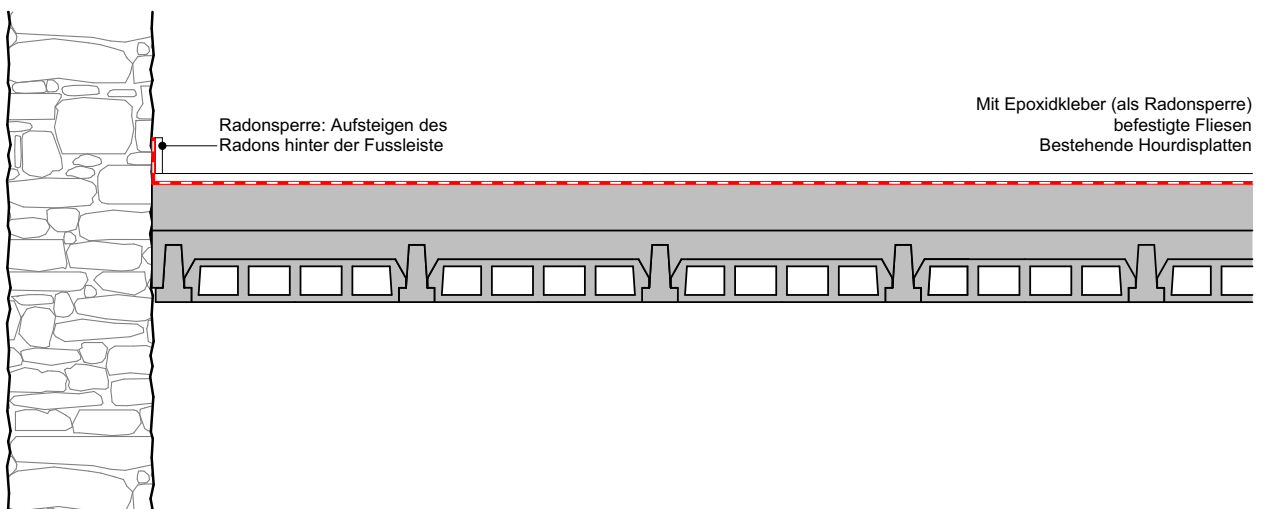 Radonsperre: Aufsteigen des
Radons hinter der Fussleiste
Mit Epoxidkleber (als Radonsperre)
befestigte Fliesen
Bestehende Hourdisplatten